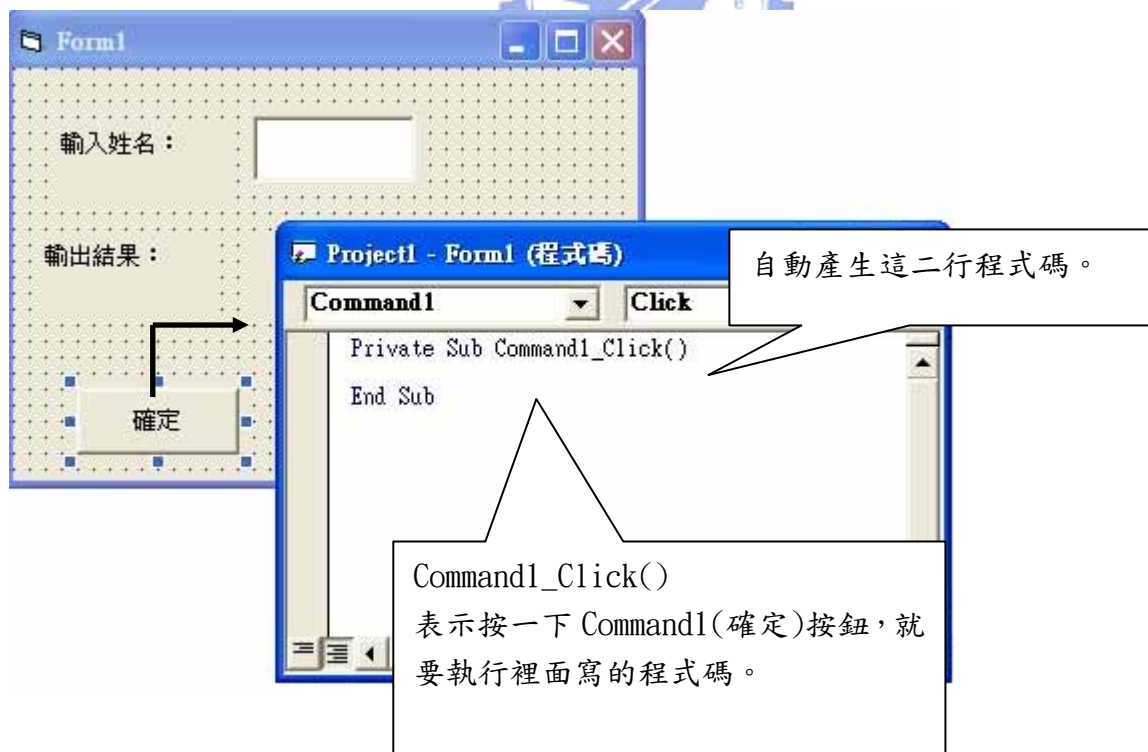 Form1
輸入姓名：
輸出結果：
確定
Project1 - Form1 (程式碼)
Command1
Click
Private Sub Command1_Click()
End Sub
自動產生這二行程式碼。
Command1_Click()
表示按一下 Command1(確定)按鈕，就
要執行裡面寫的程式碼。